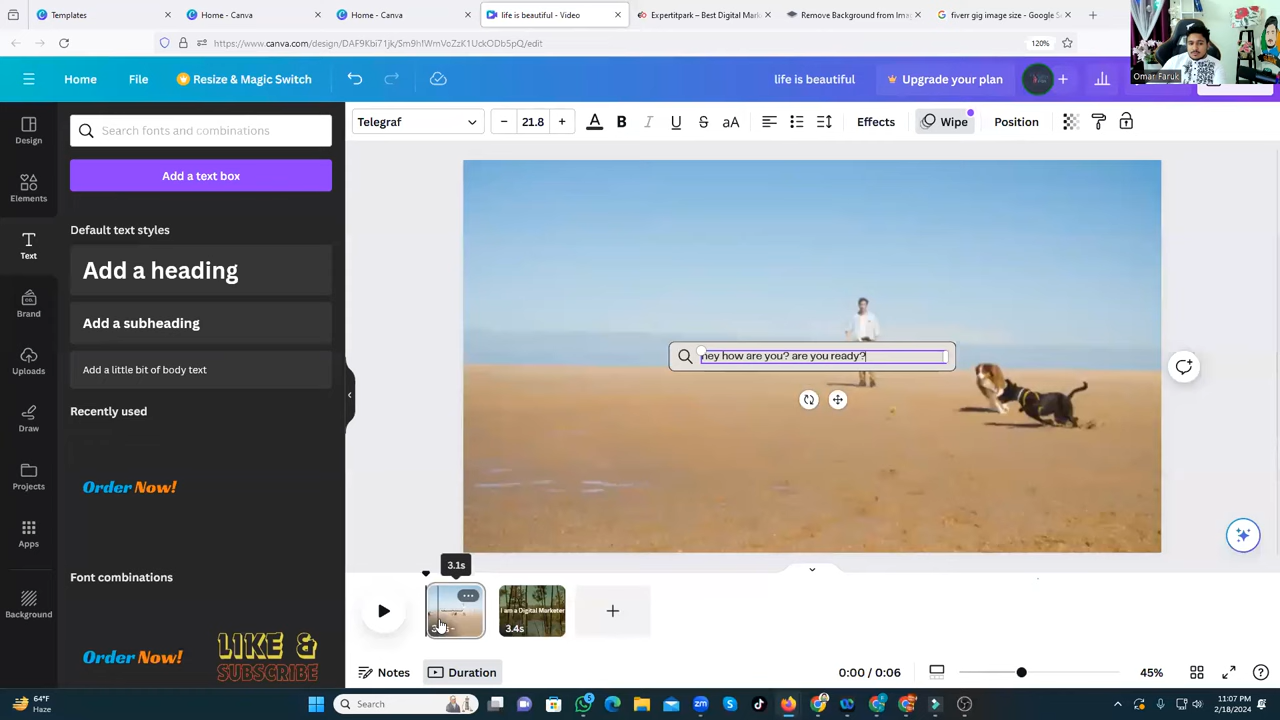 Templates
Home - Canva
Home - Canva
life is beautiful - Video
Expertitpark – Best Digital Mar
Remove Background from Ima
fiverr gig image size - Google S
https://www.canva.com/design/DAF9Kbi71jk/Sm9hIWmVcZzK1UckGt2b5pQ/edit
120%
Omar Faruk
Home
File
Resize & Magic Switch
life is beautiful
Upgrade your plan
Design
Elements
Text
Brand
Uploads
Draw
Projects
Apps
Background
Search fonts and combinations
Add a text box
Default text styles
Add a heading
Add a subheading
Add a little bit of body text
Recently used
Order Now!
Font combinations
Order Now!
LIKE &
SUBSCRIBE
Telegraf
21.8
A B I U S aA
Effects
Wipe
Position
hey how are you? are you ready?
3.1s
I am a Digital Marketer
3.4s
Notes
Duration
0:00 / 0:06
45%
64°F
Haze
Search
11:07 PM
2/18/2024